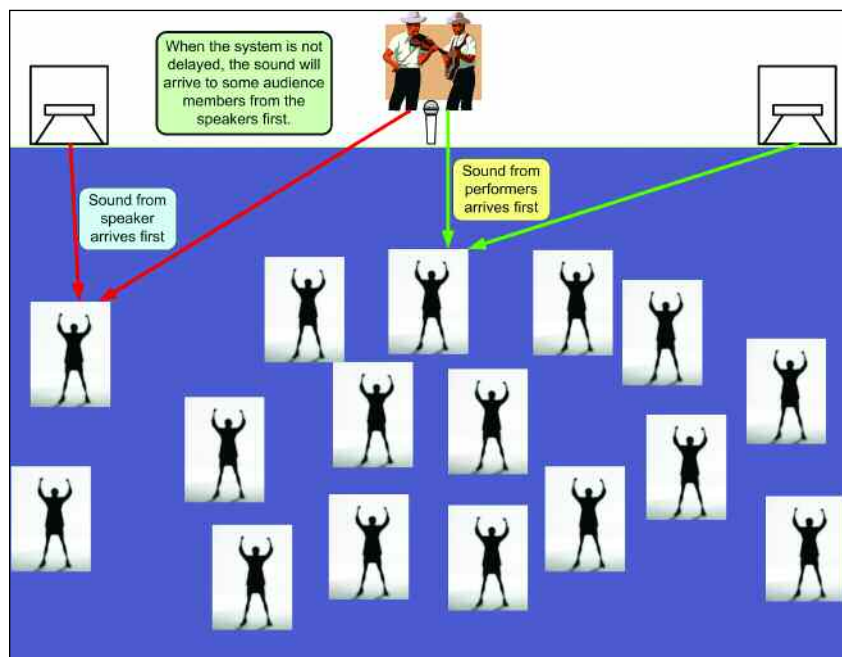 When the system is not
delayed, the sound will
arrive to some audience
members from the
speakers first.
Sound from
performers
arrives first
Sound from
speaker
arrives first